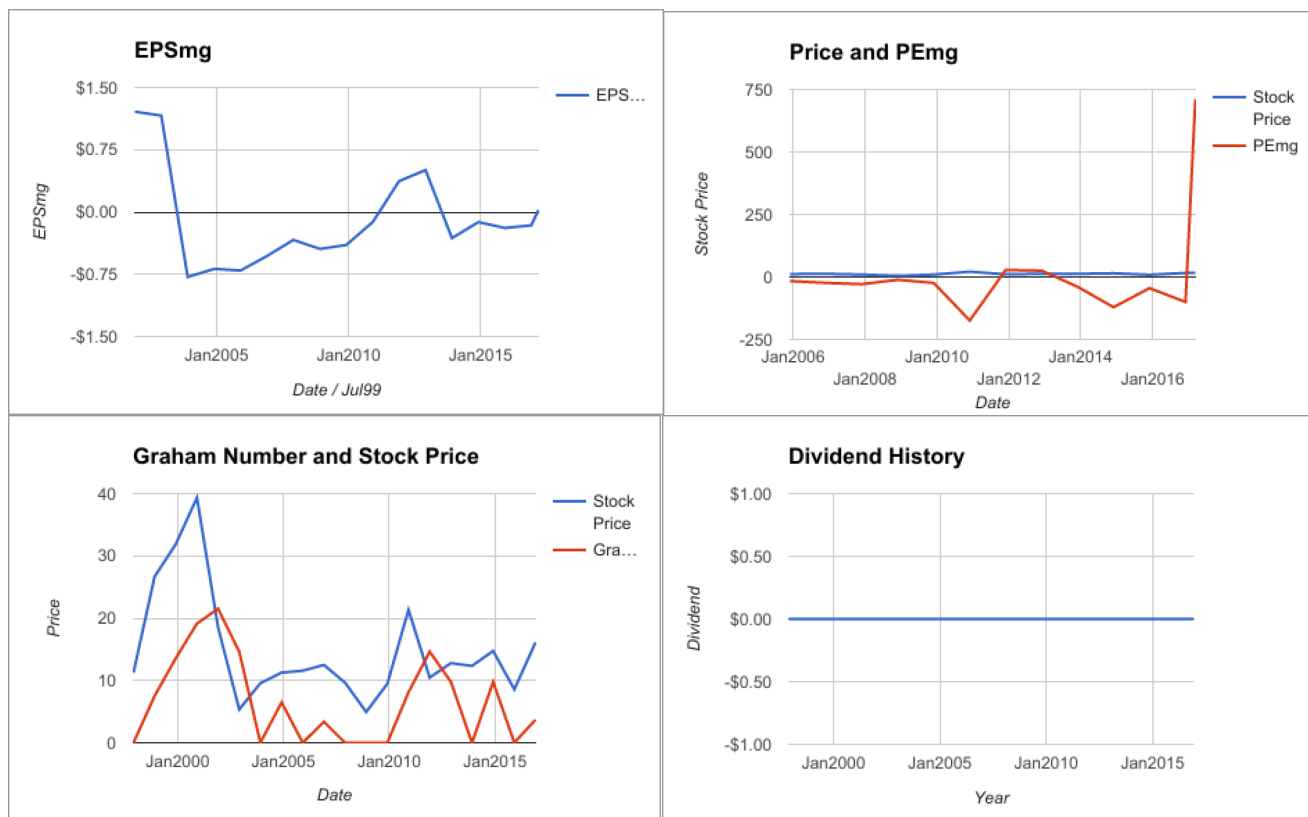 EPSmg
$1.50
$0.75
$0.00
-$0.75
-$1.50
EPSmg
Jan2005
Jan2010
Jan2015
Date / Jul99
EPS…
Price and PEmg
750
500
250
0
-250
Stock Price
Jan2006
Jan2008
Jan2010
Jan2012
Jan2014
Jan2016
Date
Stock
Price
PEmg
Graham Number and Stock Price
40
30
20
10
0
Price
Jan2000
Jan2005
Jan2010
Jan2015
Date
Stock
Price
Gra…
Dividend History
$1.00
$0.50
$0.00
-$0.50
-$1.00
Dividend
Jan2000
Jan2005
Jan2010
Jan2015
Year